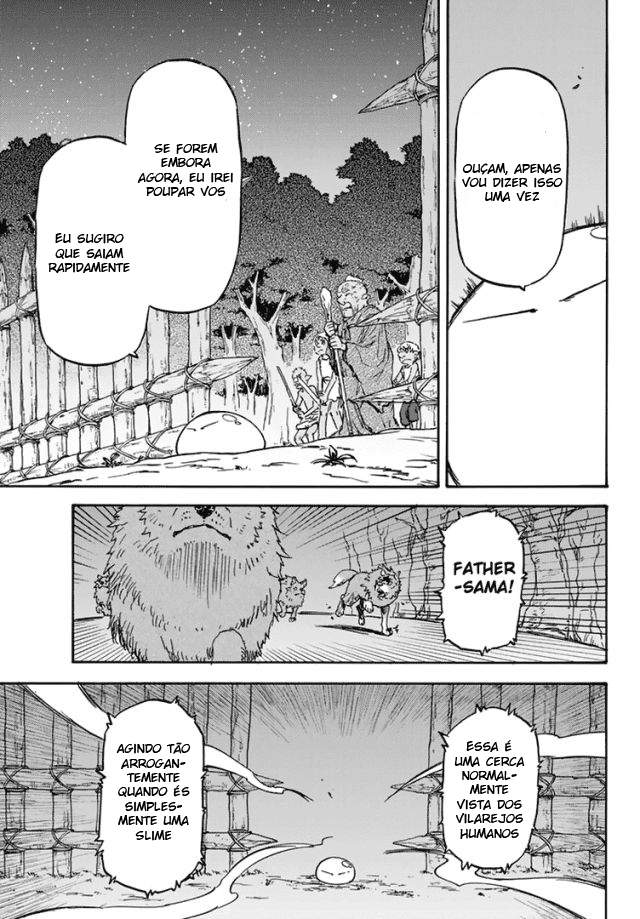 OUÇAM, APENAS
VOU DIZER ISSO
UMA VEZ
SE FOREM
EMBORA
AGORA, EU IREI
POUPAR VOS
EU SUGIRO
QUE SAIAM
RAPIDAMENTE
FATHER
-SAMA!
ESSA É
UMA CERCA
NORMAL-
MENTE
VISTA DOS
VILAREJOS
HUMANOS
AGINDO TÃO
ARROGAN-
TEMENTE
QUANDO ÉS
SIMPLES-
MENTE UMA
SLIME